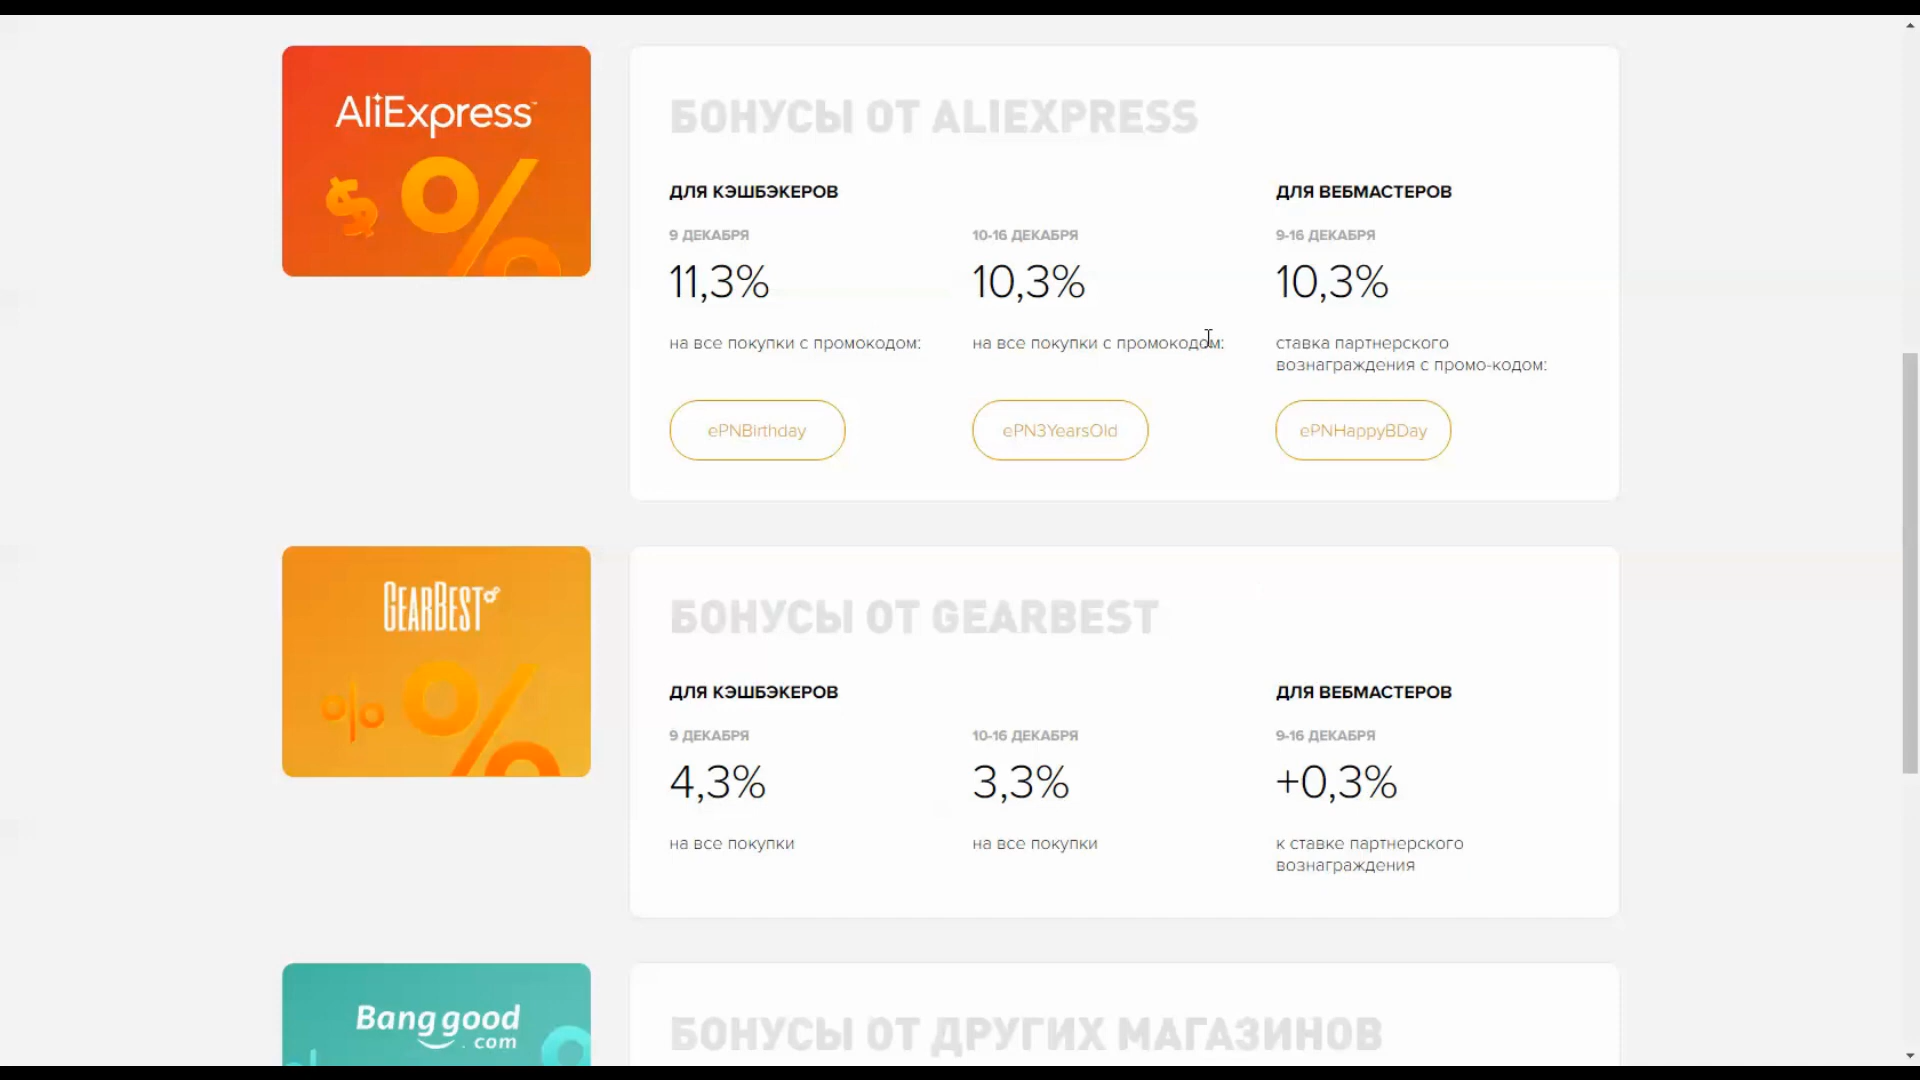 AliExpress
$ %
БОНУСЫ ОТ ALIEXPRESS
ДЛЯ КЭШБЭКЕРОВ
ДЛЯ ВЕБМАСТЕРОВ
9 ДЕКАБРЯ
10-16 ДЕКАБРЯ
9-16 ДЕКАБРЯ
11,3%
10,3%
10,3%
на все покупки с промокодом:
на все покупки с промокодом:
ставка партнерского
вознаграждения с промо-кодом:
ePNBirthday
ePN3YearsOld
ePNHappyBDay
GEARBEST
% %
БОНУСЫ ОТ GEARBEST
ДЛЯ КЭШБЭКЕРОВ
ДЛЯ ВЕБМАСТЕРОВ
9 ДЕКАБРЯ
10-16 ДЕКАБРЯ
9-16 ДЕКАБРЯ
4,3%
3,3%
+0,3%
на все покупки
на все покупки
к ставке партнерского
вознаграждения
Banggood
.com
БОНУСЫ ОТ ДРУГИХ МАГАЗИНОВ